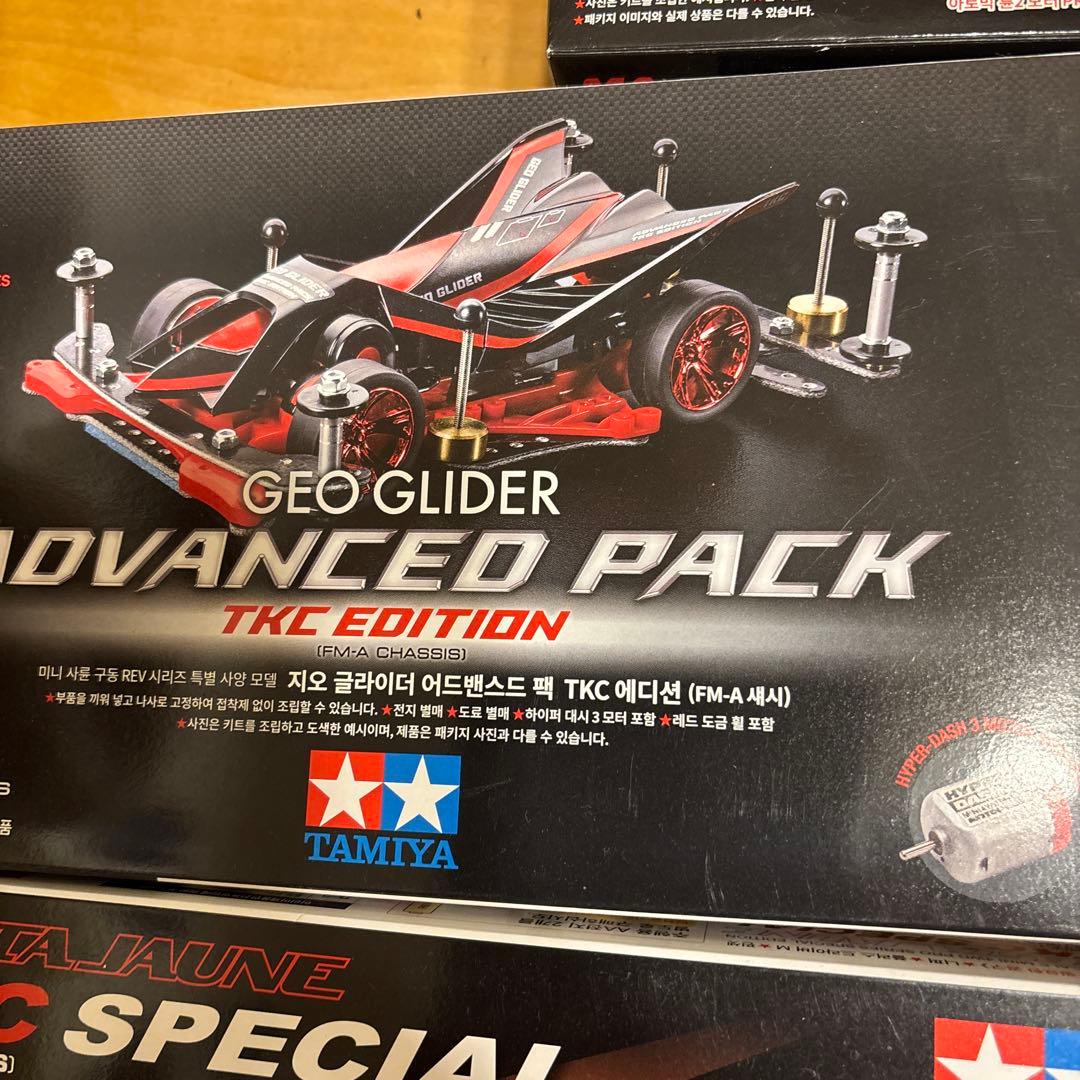 ★패키지 이미지와 실제 상품은 다를 수 있습니다.
GEO GLIDER
ADVANCED PACK
TKC EDITION
GEO GLIDER
GEO GLIDER
ADVANCED PACK
TKC EDITION
(FM-A CHASSIS)
미니 사륜 구동 REV 시리즈 특별 사양 모델 지오 글라이더 어드밴스드 팩 TKC 에디션 (FM-A 섀시)
★부품을 끼워 넣고 나사로 고정하여 접착제 없이 조립할 수 있습니다. ★전지 별매 ★도료 별매 ★하이퍼 대시 3 모터 포함 ★레드 도금 휠 포함
★사진은 키트를 조립하고 도색한 예시이며, 제품은 패키지 사진과 다를 수 있습니다.
HYPER-DASH 3 MOTOR
TAMIYA
품
JAUNE
C SPECIAL